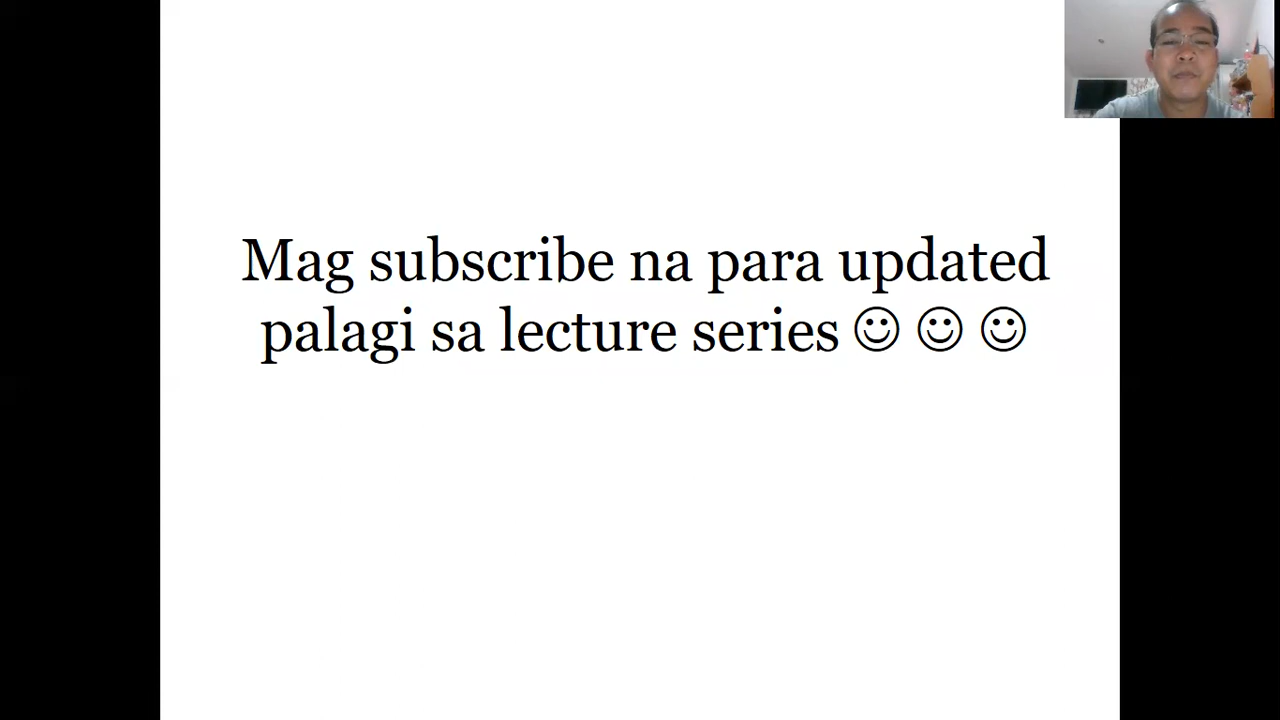 Mag subscribe na para updated
palagi sa lecture series ☺ ☺ ☺